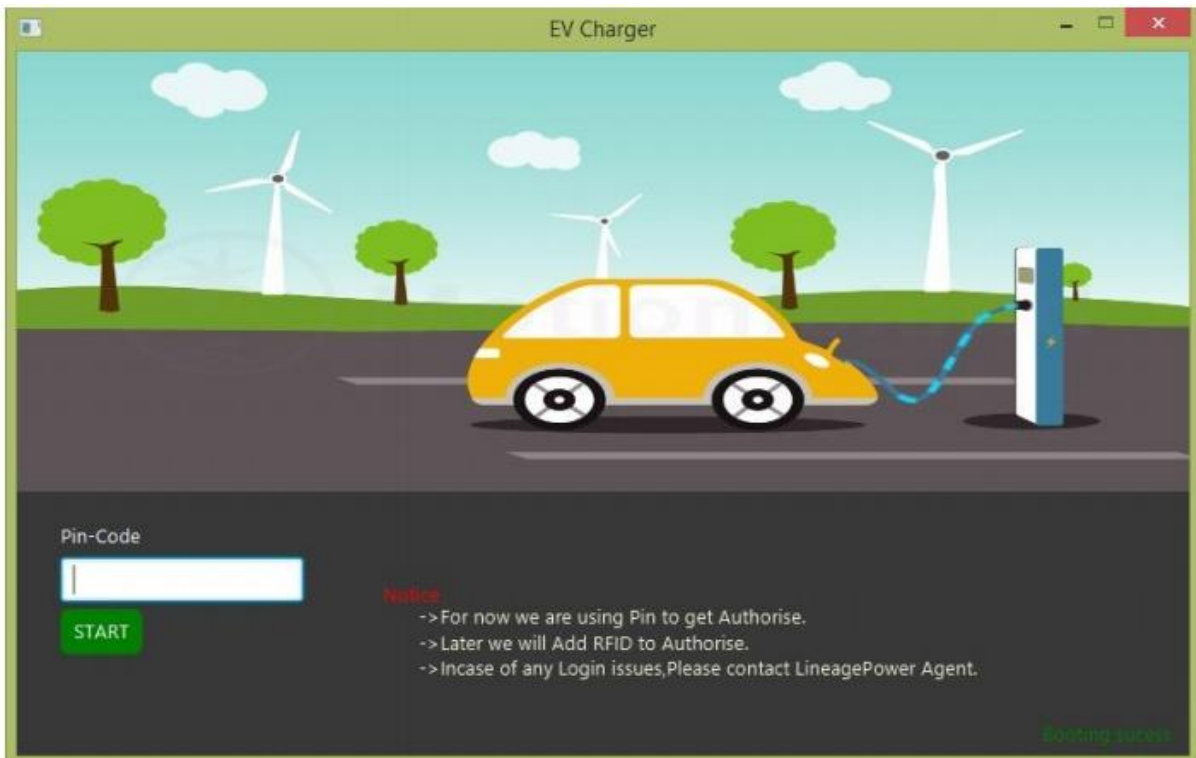 EV Charger
Pin-Code
Notice
->For now we are using Pin to get Authorise.
START
->Later we will Add RFID to Authorise.
->Incase of any Login issues,Please contact LineagePower Agent.
Booting sucess